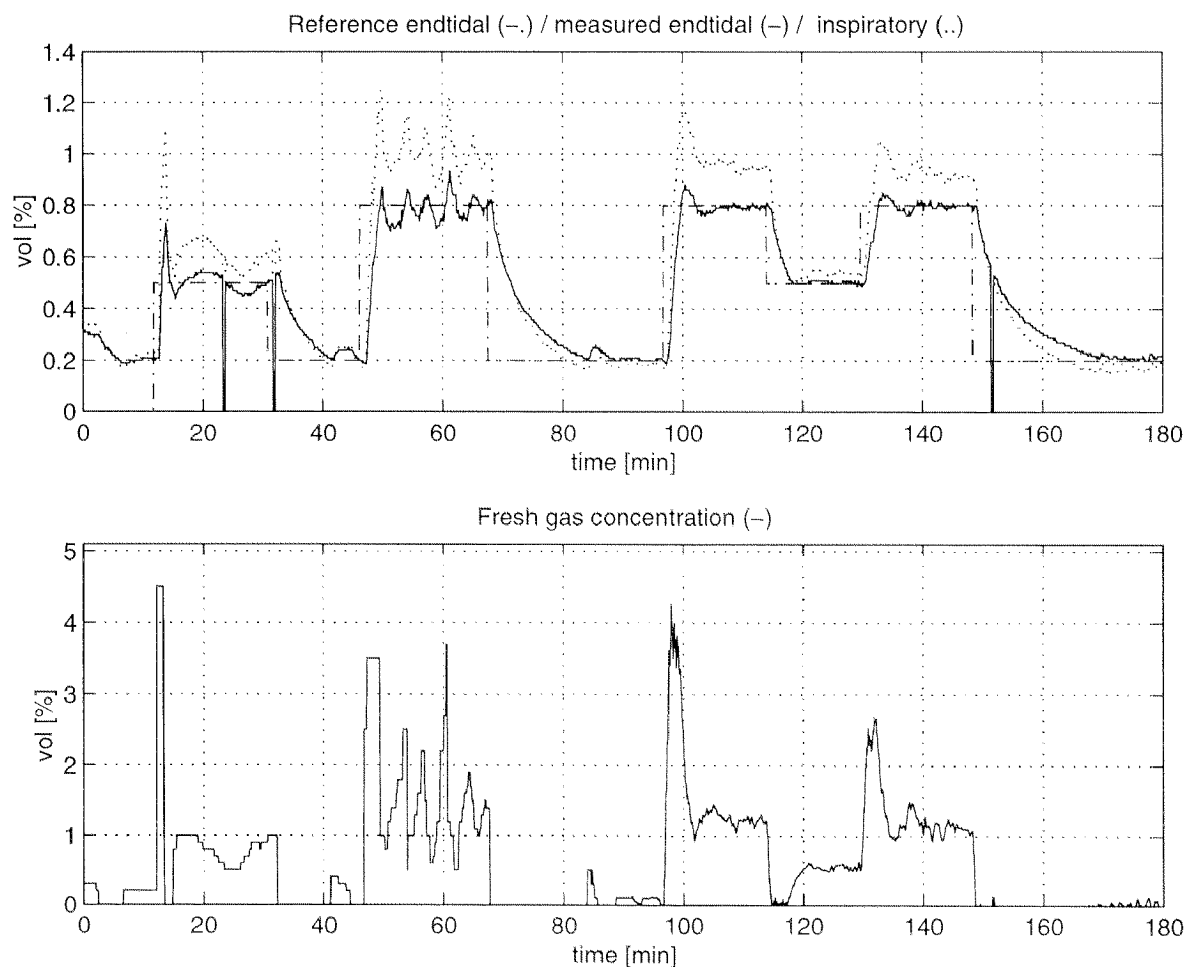 Reference endtidal (-.) / measured endtidal (-) / inspiratory (..)
1.4
1.2
1
0.8
0.6
0.4
0.2
0
vol [%]
0 20 40 60 80 100 120 140 160 180
time [min]
Fresh gas concentration (-)
5
4
3
2
1
0
vol [%]
0 20 40 60 80 100 120 140 160 180
time [min]